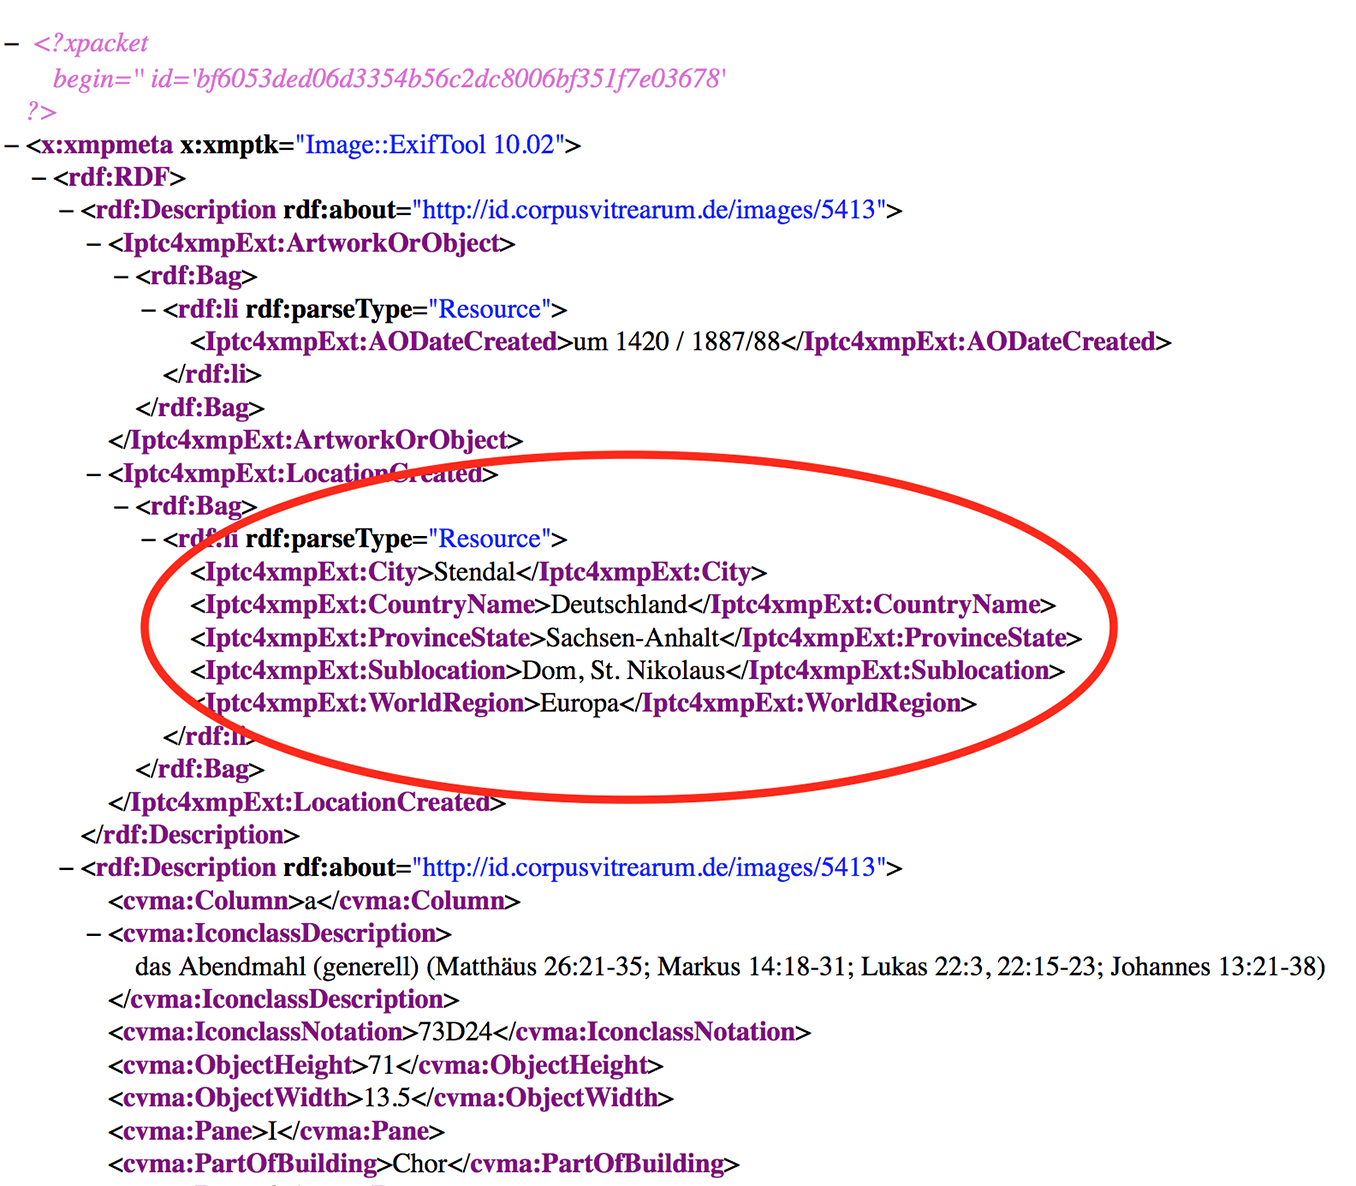 – <?xpacket
begin='' id='bf6053ded06d3354b56c2dc8006bf351f7e03678'
?>
– <x:xmpmeta x:xmptk="Image::ExifTool 10.02">
– <rdf:RDF>
– <rdf:Description rdf:about="http://id.corpusvitrearum.de/images/5413">
– <Iptc4xmpExt:ArtworkOrObject>
– <rdf:Bag>
– <rdf:li rdf:parseType="Resource">
<Iptc4xmpExt:AODateCreated>um 1420 / 1887/88</Iptc4xmpExt:AODateCreated>
</rdf:li>
</rdf:Bag>
</Iptc4xmpExt:ArtworkOrObject>
– <Iptc4xmpExt:LocationCreated>
– <rdf:Bag>
– <rdf:li rdf:parseType="Resource">
<Iptc4xmpExt:City>Stendal</Iptc4xmpExt:City>
<Iptc4xmpExt:CountryName>Deutschland</Iptc4xmpExt:CountryName>
<Iptc4xmpExt:ProvinceState>Sachsen-Anhalt</Iptc4xmpExt:ProvinceState>
<Iptc4xmpExt:Sublocation>Dom, St. Nikolaus</Iptc4xmpExt:Sublocation>
<Iptc4xmpExt:WorldRegion>Europa</Iptc4xmpExt:WorldRegion>
</rdf:li>
</rdf:Bag>
</Iptc4xmpExt:LocationCreated>
</rdf:Description>
– <rdf:Description rdf:about="http://id.corpusvitrearum.de/images/5413">
<cvma:Column>a</cvma:Column>
– <cvma:IconclassDescription>
das Abendmahl (generell) (Matthäus 26:21-35; Markus 14:18-31; Lukas 22:3, 22:15-23; Johannes 13:21-38)
</cvma:IconclassDescription>
<cvma:IconclassNotation>73D24</cvma:IconclassNotation>
<cvma:ObjectHeight>71</cvma:ObjectHeight>
<cvma:ObjectWidth>13.5</cvma:ObjectWidth>
<cvma:Pane>I</cvma:Pane>
<cvma:PartOfBuilding>Chor</cvma:PartOfBuilding>